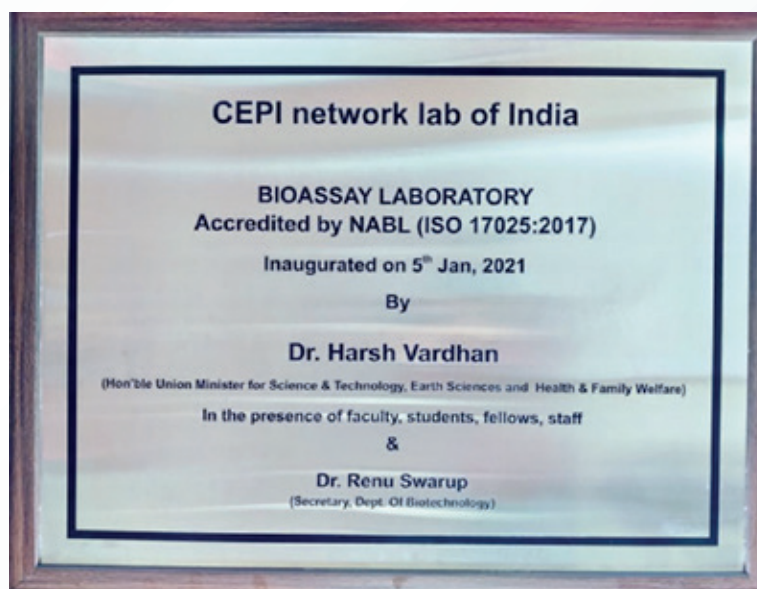 CEPI network lab of India
BIOASSAY LABORATORY
Accredited by NABL (ISO 17025:2017)
Inaugurated on 5th Jan, 2021
By
Dr. Harsh Vardhan
(Hon'ble Union Minister for Science & Technology, Earth Sciences and Health & Family Welfare)
In the presence of faculty, students, fellows, staff
&
Dr. Renu Swarup
(Secretary, Dept. Of Biotechnology)